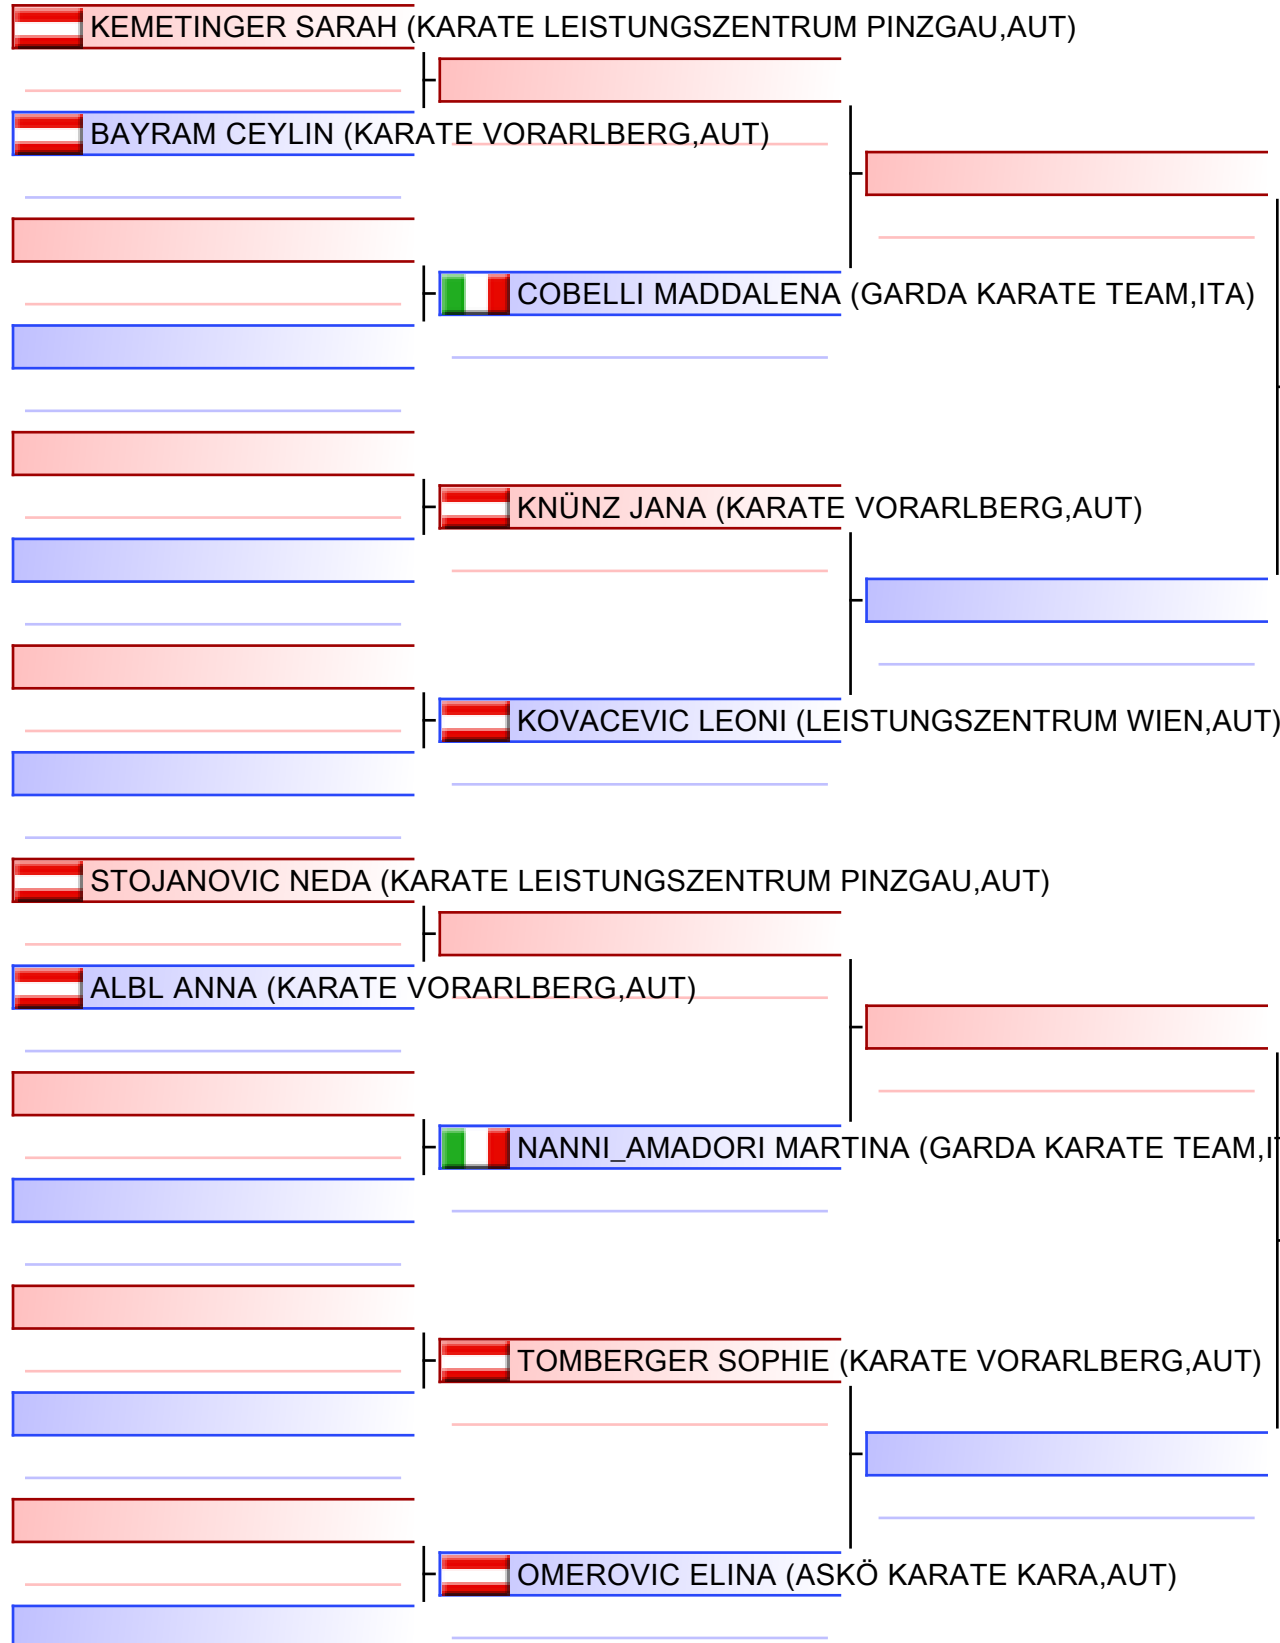 KEMETINGER SARAH (KARATE LEISTUNGSZENTRUM PINZGAU,AUT)
BAYRAM CEYLIN (KARATE VORARLBERG,AUT)
COBELLI MADDALENA (GARDA KARATE TEAM,ITA)
KNÜNZ JANA (KARATE VORARLBERG,AUT)
KOVACEVIC LEONI (LEISTUNGSZENTRUM WIEN,AUT)
STOJANOVIC NEDA (KARATE LEISTUNGSZENTRUM PINZGAU,AUT)
ALBL ANNA (KARATE VORARLBERG,AUT)
NANNI_AMADORI MARTINA (GARDA KARATE TEAM,I
TOMBERGER SOPHIE (KARATE VORARLBERG,AUT)
OMEROVIC ELINA (ASKÖ KARATE KARA,AUT)